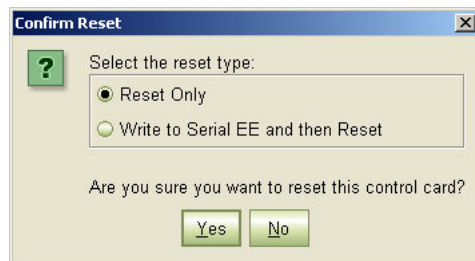 Confirm Reset
?
Select the reset type:
Reset Only
Write to Serial EE and then Reset
Are you sure you want to reset this control card?
Yes No